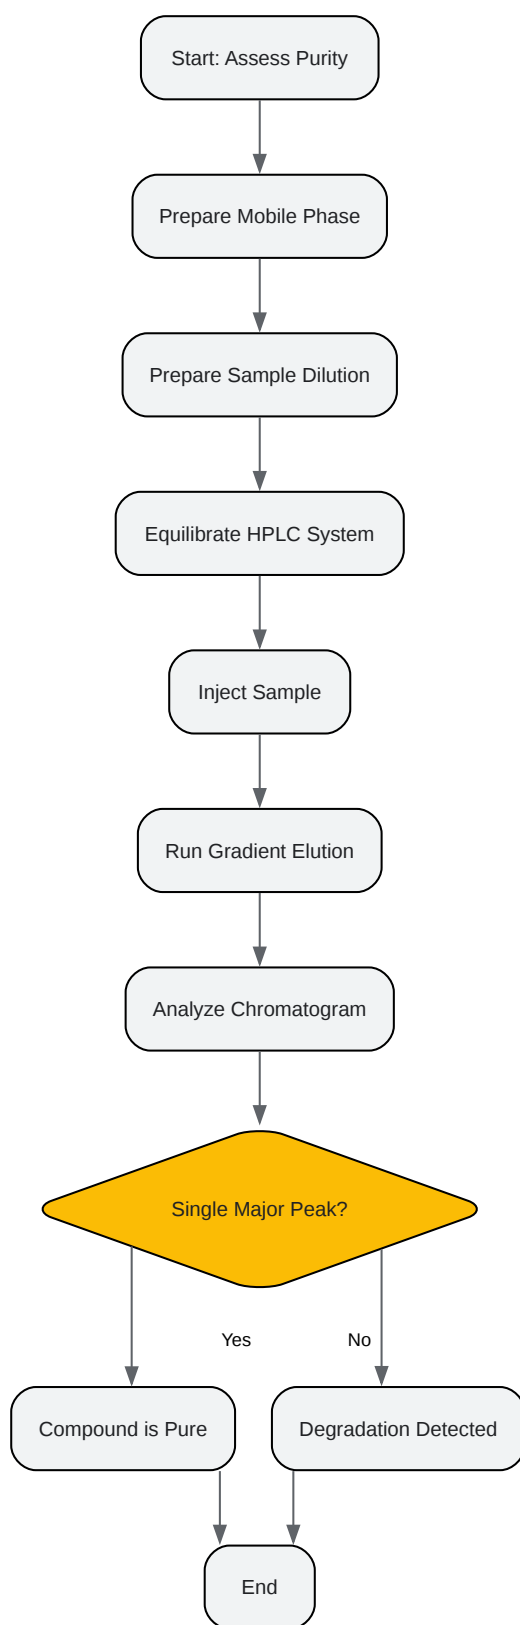 Start: Assess Purity
Prepare Mobile Phase
Prepare Sample Dilution
Equilibrate HPLC System
Inject Sample
Run Gradient Elution
Analyze Chromatogram
Single Major Peak?
Yes
No
Compound is Pure
Degradation Detected
End